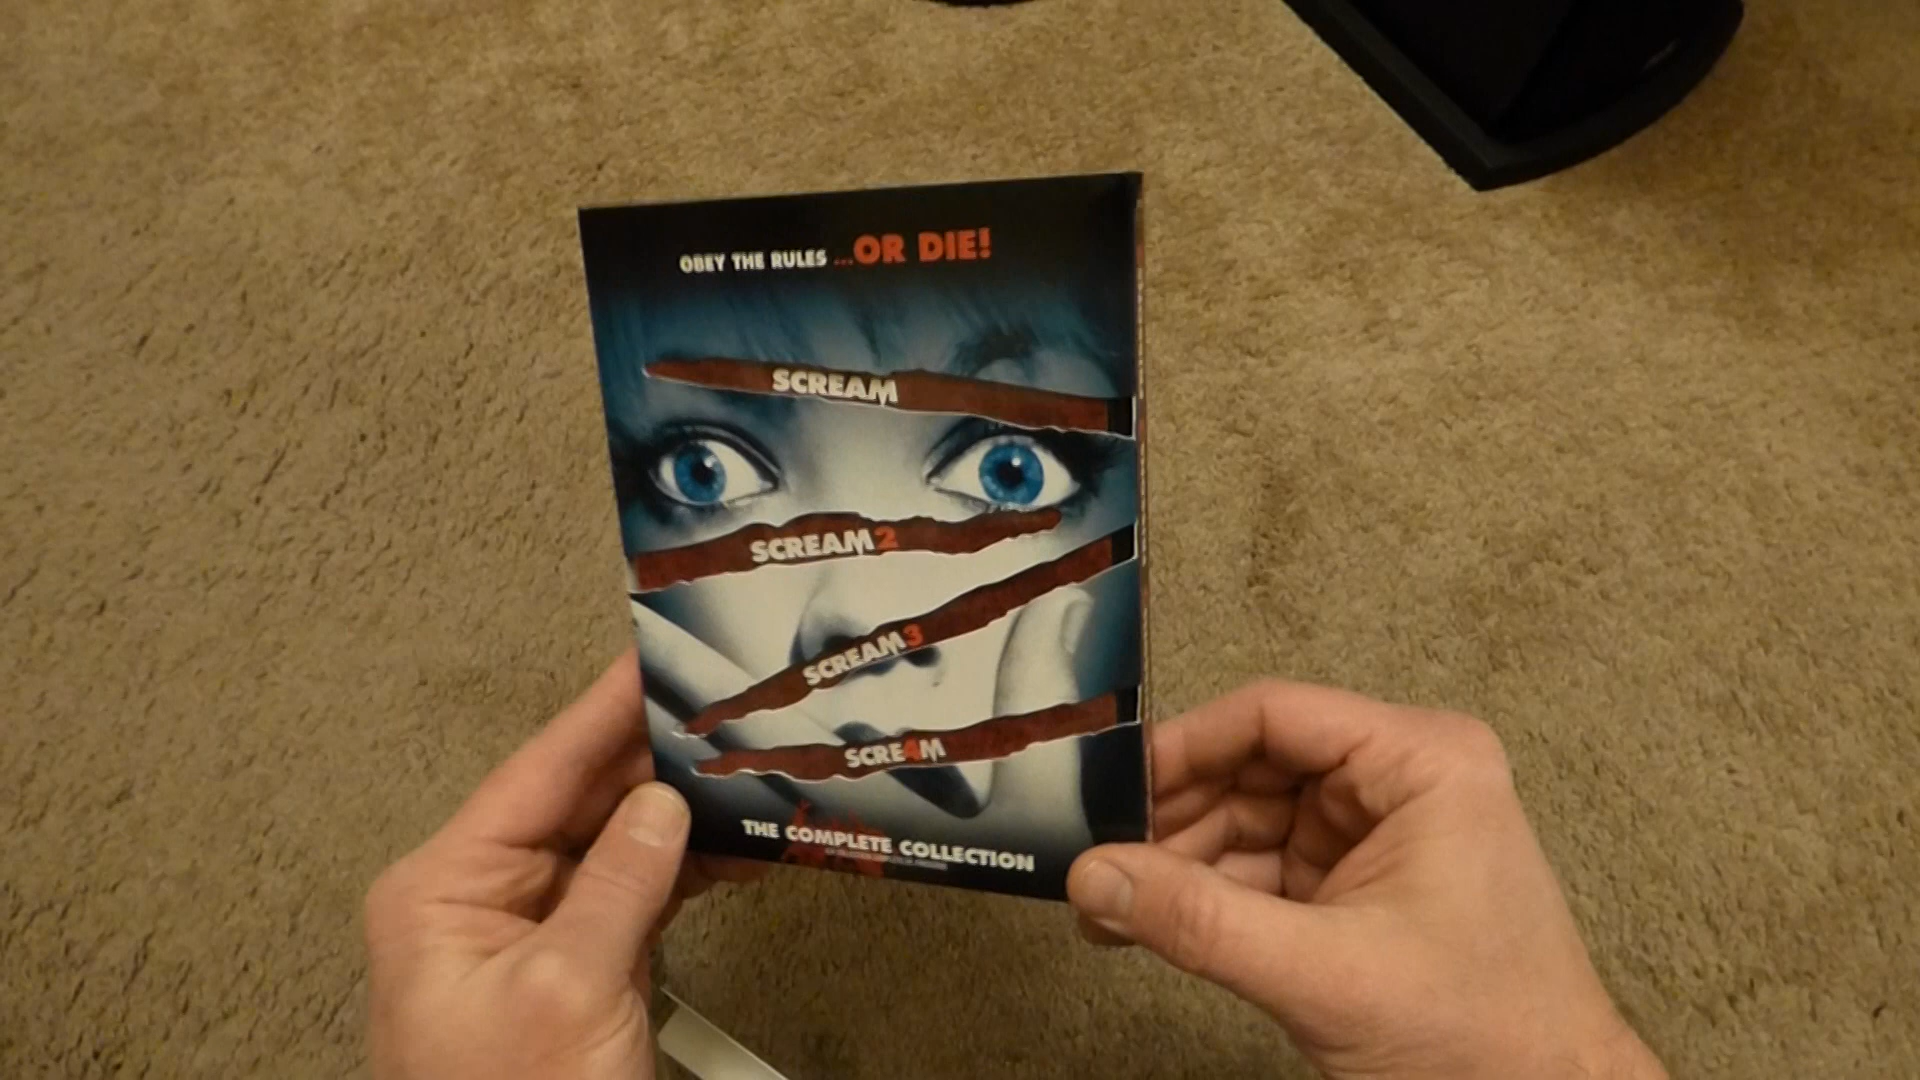 OBEY THE RULES ...OR DIE!
SCREAM
SCREAM 2
SCREAM 3
SCRE4M
THE COMPLETE COLLECTION